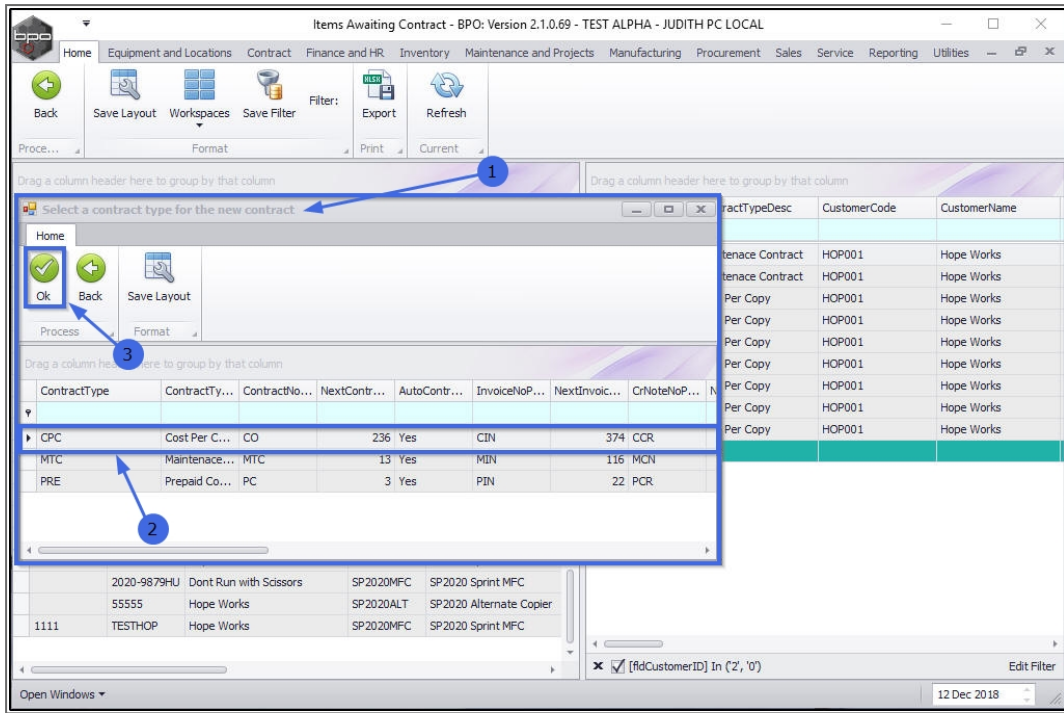 Items Awaiting Contract - BPO: Version 2.1.0.69 - TEST ALPHA - JUDITH PC LOCAL
bpo
Home Equipment and Locations Contract Finance and HR Inventory Maintenance and Projects Manufacturing Procurement Sales Service Reporting Utilities
Back Save Layout Workspaces Save Filter Filter: Export Refresh
XLSX
Proce... Format Print Current
1
Drag a column header here to group by that column Drag a column header here to group by that column
Select a contract type for the new contract
ractTypeDesc CustomerCode CustomerName
Home
tenace Contract HOP001 Hope Works
tenace Contract HOP001 Hope Works
Ok Back Save Layout
Per Copy HOP001 Hope Works
Per Copy HOP001 Hope Works
Process Format
3
Per Copy HOP001 Hope Works
Drag a column here to group by that column
Per Copy HOP001 Hope Works
ContractType ContractTy... ContractNo... NextContr... AutoContr... InvoiceNoP... NextInvoic... CrNoteNoP... N
Per Copy HOP001 Hope Works
Per Copy HOP001 Hope Works
CPC Cost Per C... CO 236 Yes CIN 374 CCR
Per Copy HOP001 Hope Works
MTC Maintenace... MTC 13 Yes MIN 116 MCN
PRE Prepaid Co... PC 3 Yes PIN 22 PCR
2
2020-9879HU Dont Run with Scissors SP2020MFC SP2020 Sprint MFC
55555 Hope Works SP2020ALT SP2020 Alternate Copier
1111 TESTHOP Hope Works SP2020MFC SP2020 Sprint MFC
[fldCustomerID] In ('2', '0') Edit Filter
Open Windows 12 Dec 2018